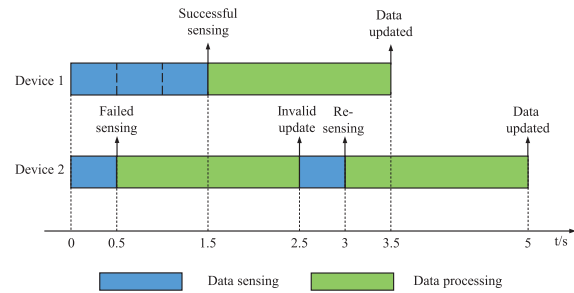 Successful
sensing
Data
updated
Device 1
Failed
sensing
Invalid
update
Re-
sensing
Data
updated
Device 2
0
0.5
1.5
2.5
3
3.5
5
t/s
Data sensing
Data processing